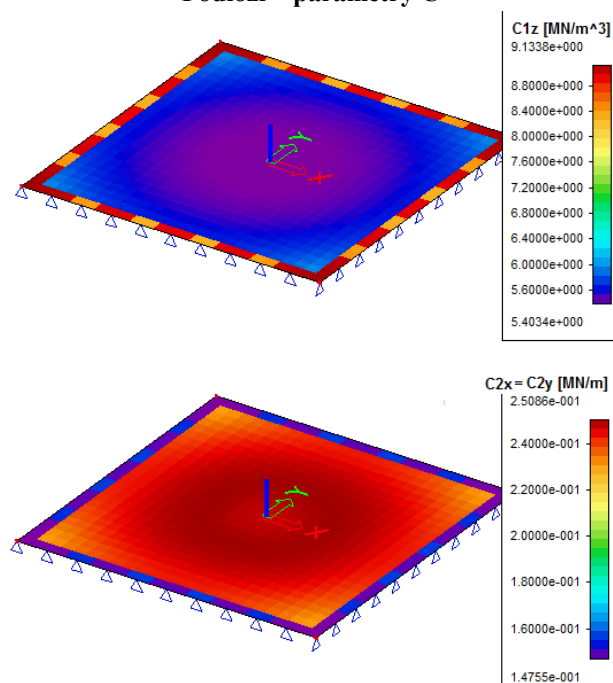 C1z [MN/m^3]
9.1338e+000
8.8000e+000
8.4000e+000
8.0000e+000
7.6000e+000
7.2000e+000
6.8000e+000
6.4000e+000
6.0000e+000
5.6000e+000
5.4034e+000
Y
X
C2x= C2y [MN/m]
2.5086e-001
2.4000e-001
2.2000e-001
2.0000e-001
1.8000e-001
1.6000e-001
1.4755e-001
Y
X